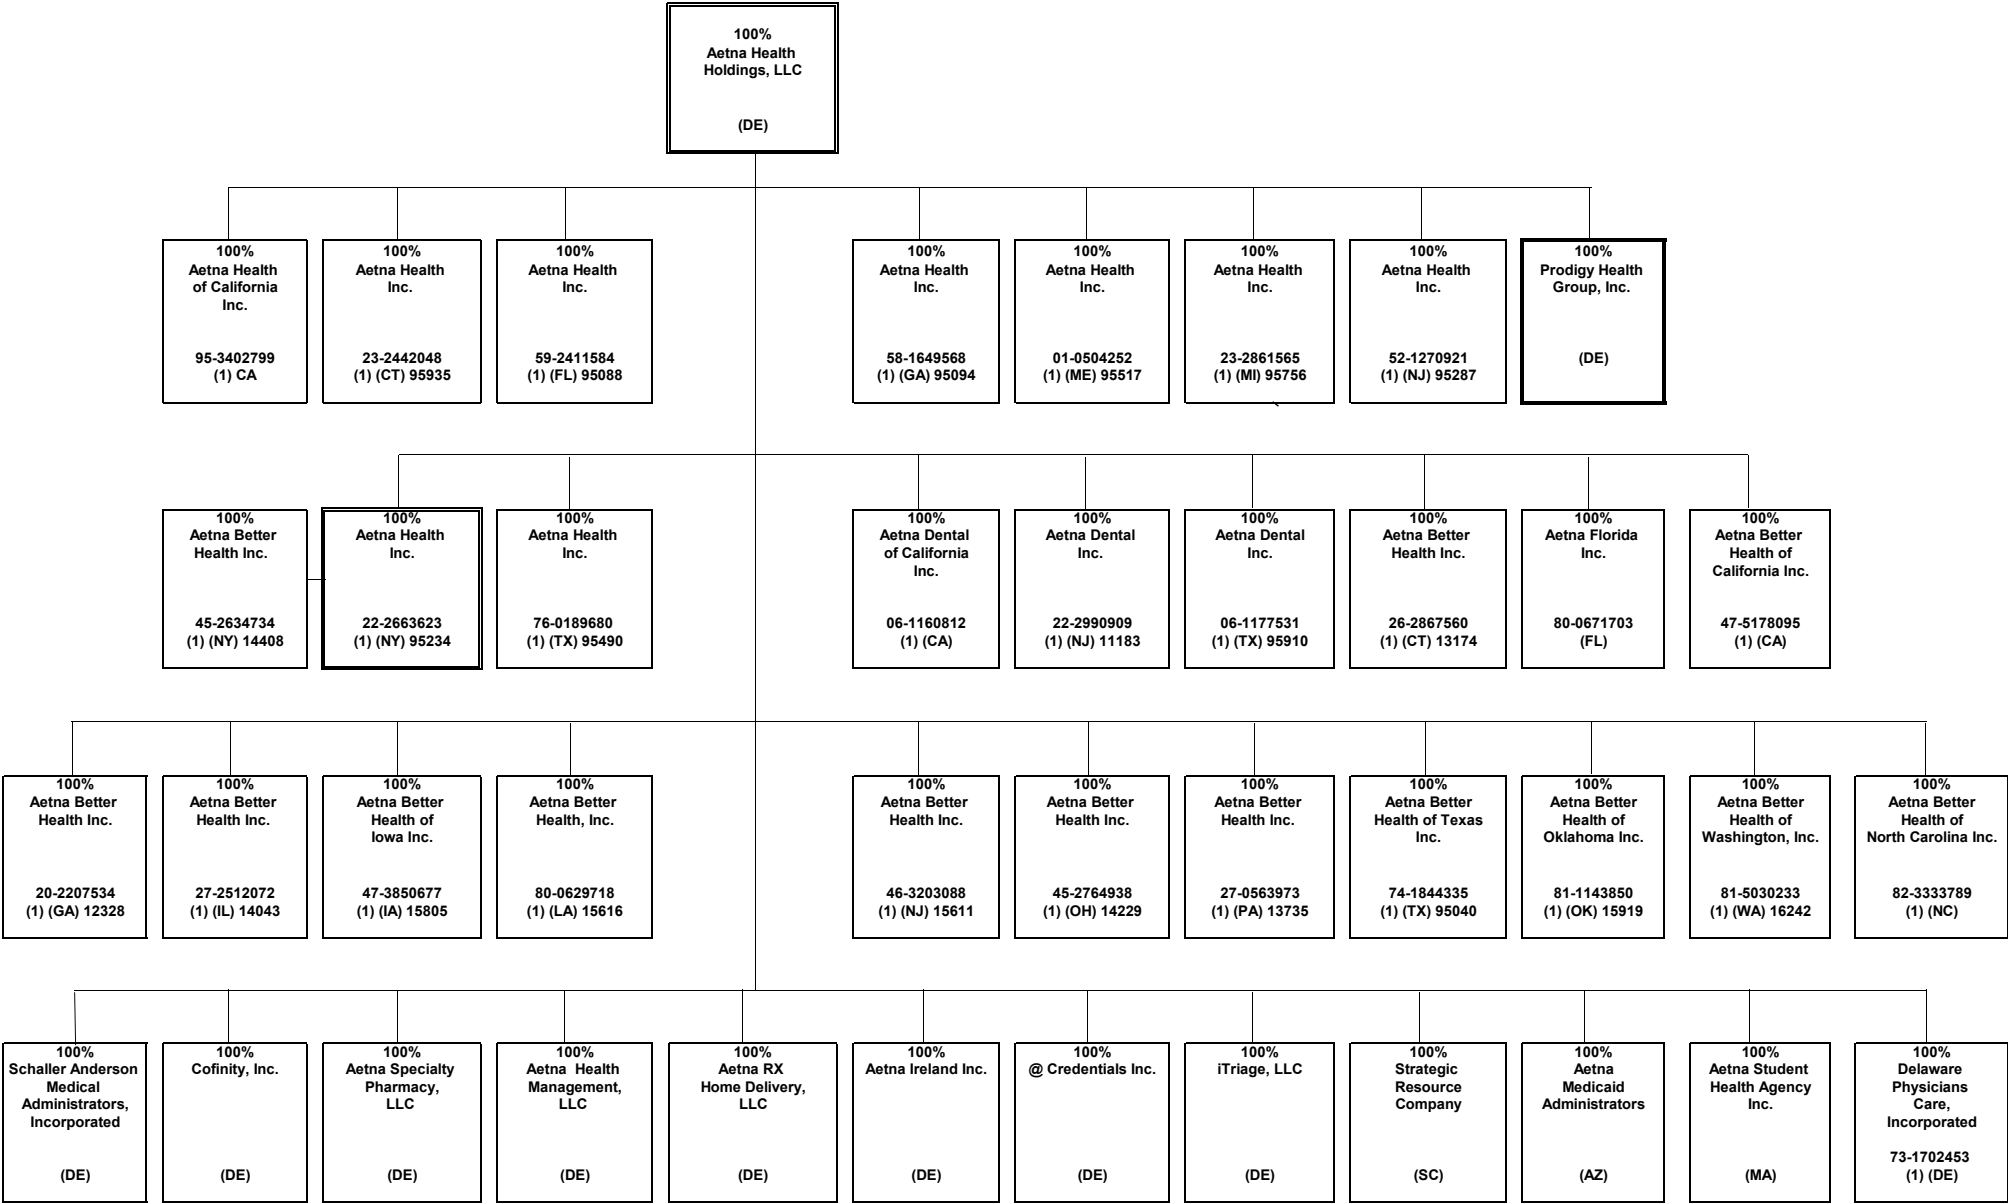 100%
Aetna Health
Holdings, LLC
(DE)
100%
Aetna Health
of California
Inc.
95-3402799
(1) CA
100%
Aetna Health
Inc.
23-2442048
(1) (CT) 95935
100%
Aetna Health
Inc.
59-2411584
(1) (FL) 95088
100%
Aetna Health
Inc.
58-1649568
(1) (GA) 95094
100%
Aetna Health
Inc.
01-0504252
(1) (ME) 95517
100%
Aetna Health
Inc.
23-2861565
(1) (MI) 95756
100%
Aetna Health
Inc.
52-1270921
(1) (NJ) 95287
100%
Prodigy Health
Group, Inc.
(DE)
100%
Aetna Better
Health Inc.
45-2634734
(1) (NY) 14408
100%
Aetna Health
Inc.
22-2663623
(1) (NY) 95234
100%
Aetna Health
Inc.
76-0189680
(1) (TX) 95490
100%
Aetna Dental
of California
Inc.
06-1160812
(1) (CA)
100%
Aetna Dental
Inc.
22-2990909
(1) (NJ) 11183
100%
Aetna Dental
Inc.
06-1177531
(1) (TX) 95910
100%
Aetna Better
Health Inc.
26-2867560
(1) (CT) 13174
100%
Aetna Florida
Inc.
80-0671703
(FL)
100%
Aetna Better
Health of
California Inc.
47-5178095
(1) (CA)
100%
Aetna Better
Health Inc.
20-2207534
(1) (GA) 12328
100%
Aetna Better
Health Inc.
27-2512072
(1) (IL) 14043
100%
Aetna Better
Health of
Iowa Inc.
47-3850677
(1) (IA) 15805
100%
Aetna Better
Health, Inc.
80-0629718
(1) (LA) 15616
100%
Aetna Better
Health Inc.
46-3203088
(1) (NJ) 15611
100%
Aetna Better
Health Inc.
45-2764938
(1) (OH) 14229
100%
Aetna Better
Health Inc.
27-0563973
(1) (PA) 13735
100%
Aetna Better
Health of Texas
Inc.
74-1844335
(1) (TX) 95040
100%
Aetna Better
Health of
Oklahoma Inc.
81-1143850
(1) (OK) 15919
100%
Aetna Better
Health of
Washington, Inc.
81-5030233
(1) (WA) 16242
100%
Aetna Better
Health of
North Carolina Inc.
82-3333789
(1) (NC)
100%
Schaller Anderson
Medical
Administrators,
Incorporated
(DE)
100%
Cofinity, Inc.
(DE)
100%
Aetna Specialty
Pharmacy,
LLC
(DE)
100%
Aetna Health
Management,
LLC
(DE)
100%
Aetna RX
Home Delivery,
LLC
(DE)
100%
Aetna Ireland Inc.
(DE)
100%
@ Credentials Inc.
(DE)
100%
iTriage, LLC
(DE)
100%
Strategic
Resource
Company
(SC)
100%
Aetna
Medicaid
Administrators
(AZ)
100%
Aetna Student
Health Agency
Inc.
(MA)
100%
Delaware
Physicians
Care,
Incorporated
73-1702453
(1) (DE)